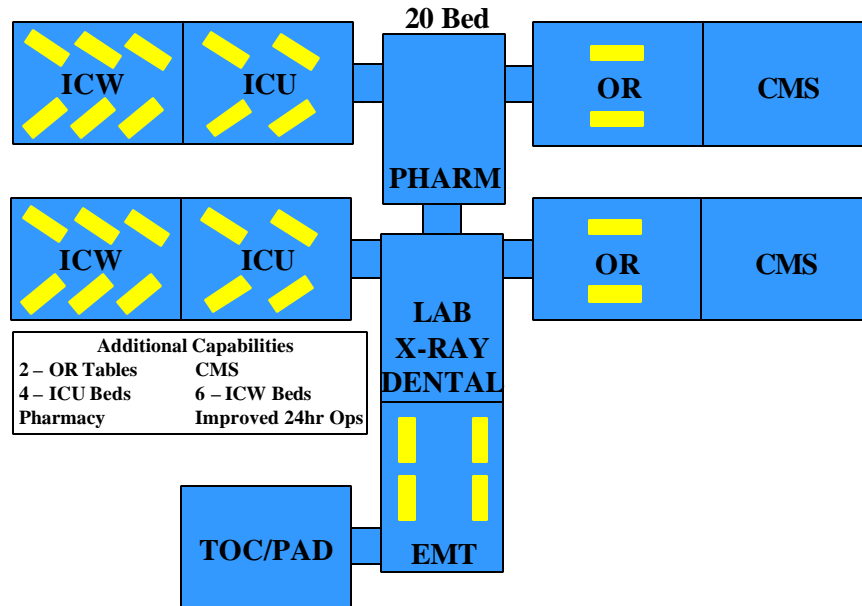 20 Bed
ICW
ICU
OR
CMS
PHARM
ICW
ICU
OR
CMS
LAB
X-RAY
DENTAL
Additional Capabilities
2 – OR Tables CMS
4 – ICU Beds 6 – ICW Beds
Pharmacy Improved 24hr Ops
TOC/PAD
EMT